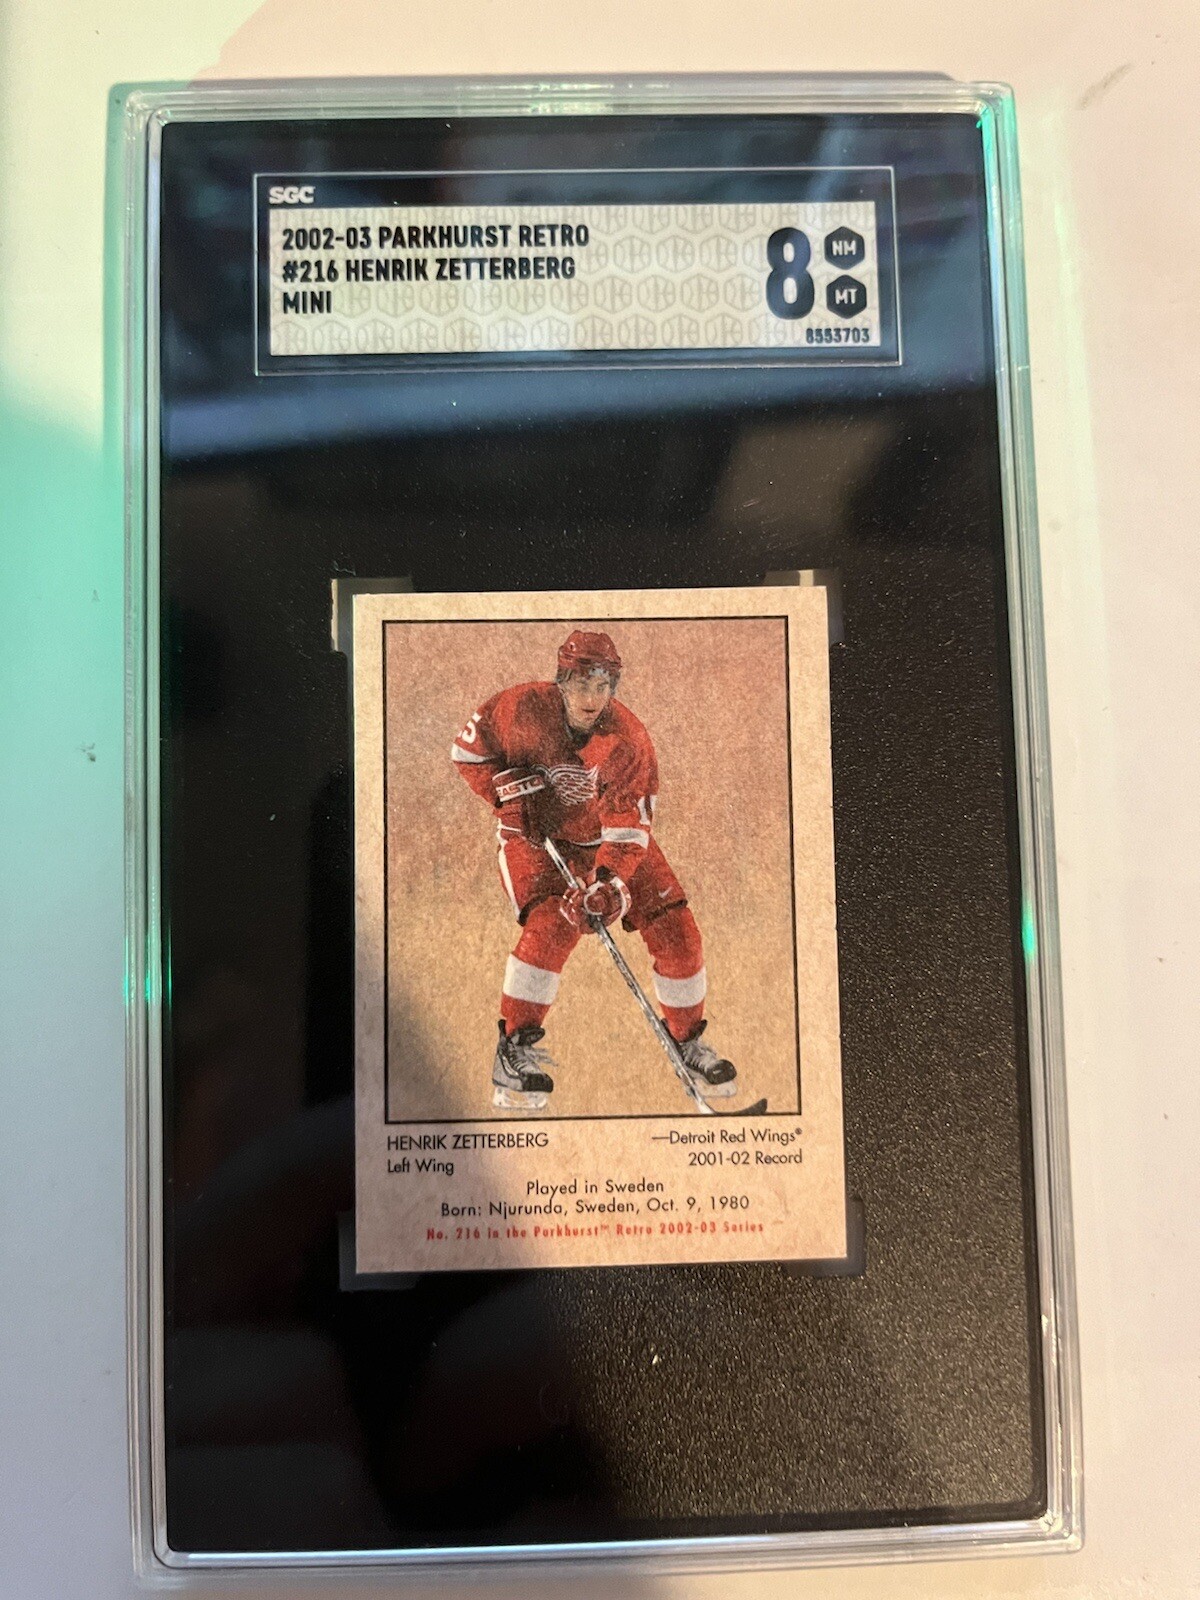 SGC
2002-03 PARKHURST RETRO
#216 HENRIK ZETTERBERG
MINI
8 NM
MT
8553703
HENRIK ZETTERBERG —Detroit Red Wings®
Left Wing 2001-02 Record
Played in Sweden
Born: Njurunda, Sweden, Oct. 9, 1980
No. 216 in the Parkhurst™ Retro 2002-03 Series